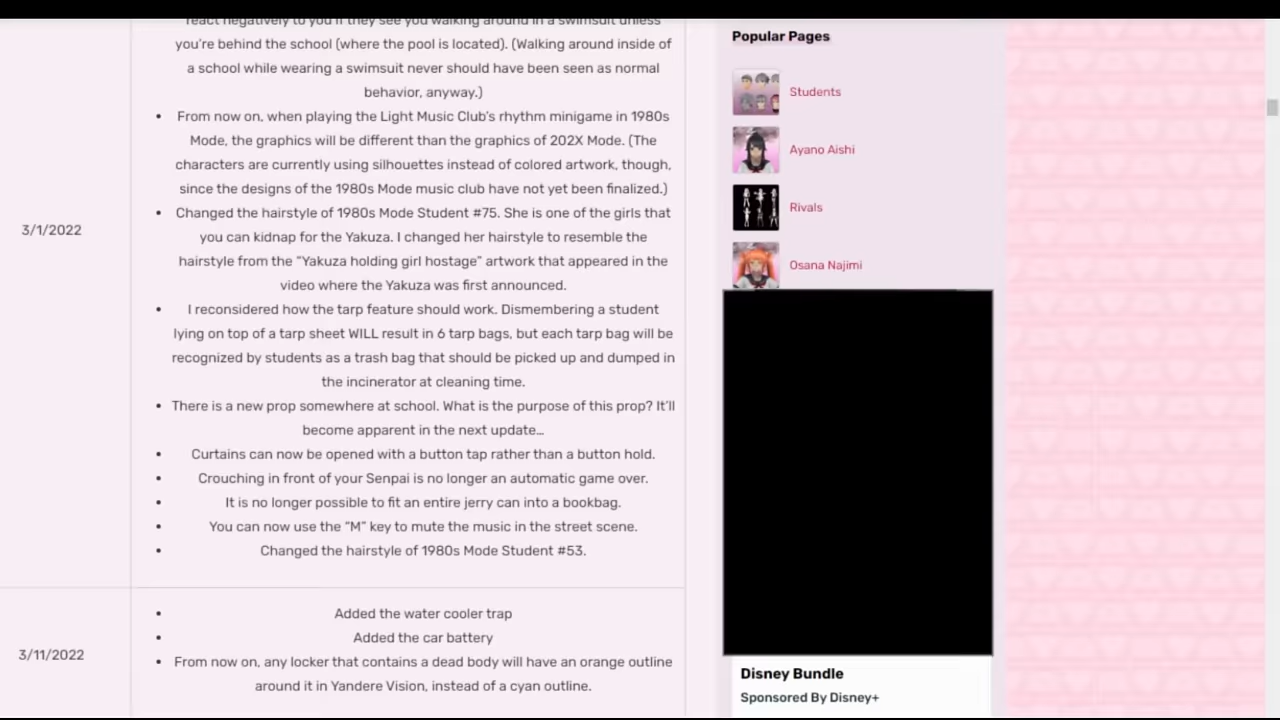 react negatively to you if they see you walking around in a swimsuit unless
you're behind the school (where the pool is located). (Walking around inside of
a school while wearing a swimsuit never should have been seen as normal
behavior, anyway.)
• From now on, when playing the Light Music Club's rhythm minigame in 1980s
Mode, the graphics will be different than the graphics of 202X Mode. (The
characters are currently using silhouettes instead of colored artwork, though,
since the designs of the 1980s Mode music club have not yet been finalized.)
• Changed the hairstyle of 1980s Mode Student #75. She is one of the girls that
3/1/2022
you can kidnap for the Yakuza. I changed her hairstyle to resemble the
hairstyle from the "Yakuza holding girl hostage" artwork that appeared in the
video where the Yakuza was first announced.
• I reconsidered how the tarp feature should work. Dismembering a student
lying on top of a tarp sheet WILL result in 6 tarp bags, but each tarp bag will be
recognized by students as a trash bag that should be picked up and dumped in
the incinerator at cleaning time.
• There is a new prop somewhere at school. What is the purpose of this prop? It'll
become apparent in the next update…
• Curtains can now be opened with a button tap rather than a button hold.
• Crouching in front of your Senpai is no longer an automatic game over.
• It is no longer possible to fit an entire jerry can into a bookbag.
• You can now use the "M" key to mute the music in the street scene.
• Changed the hairstyle of 1980s Mode Student #53.
• Added the water cooler trap
• Added the car battery
3/11/2022
• From now on, any locker that contains a dead body will have an orange outline
around it in Yandere Vision, instead of a cyan outline.
Popular Pages
Students
Ayano Aishi
Rivals
Osana Najimi
Disney Bundle
Sponsored By Disney+